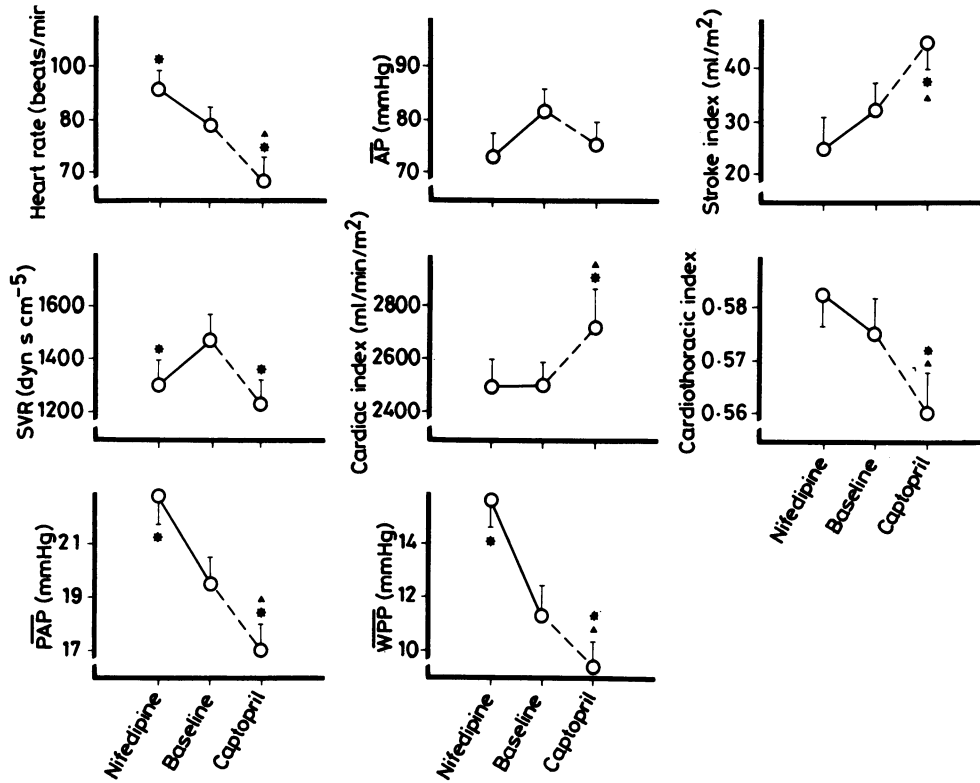 Heart rate (beats/mir
100
80
70
✱
▲
✱
A̅P̅ (mmHg)
90
80
70
Stroke index (ml/m²)
40
30
20
✱
▲
SVR (dyn s cm⁻⁵)
1600
1400
1200
✱
✱
Cardiac index (ml/min/m²)
2800
2600
2400
▲
✱
Cardiothoracic index
0·58
0·57
0·56
✱
▲
Nifedipine
Baseline
Captopril
P̅A̅P̅ (mmHg)
21
19
17
✱
▲
✱
Nifedipine
Baseline
Captopril
W̅P̅P̅ (mmHg)
14
12
10
✱
✱
▲
Nifedipine
Baseline
Captopril